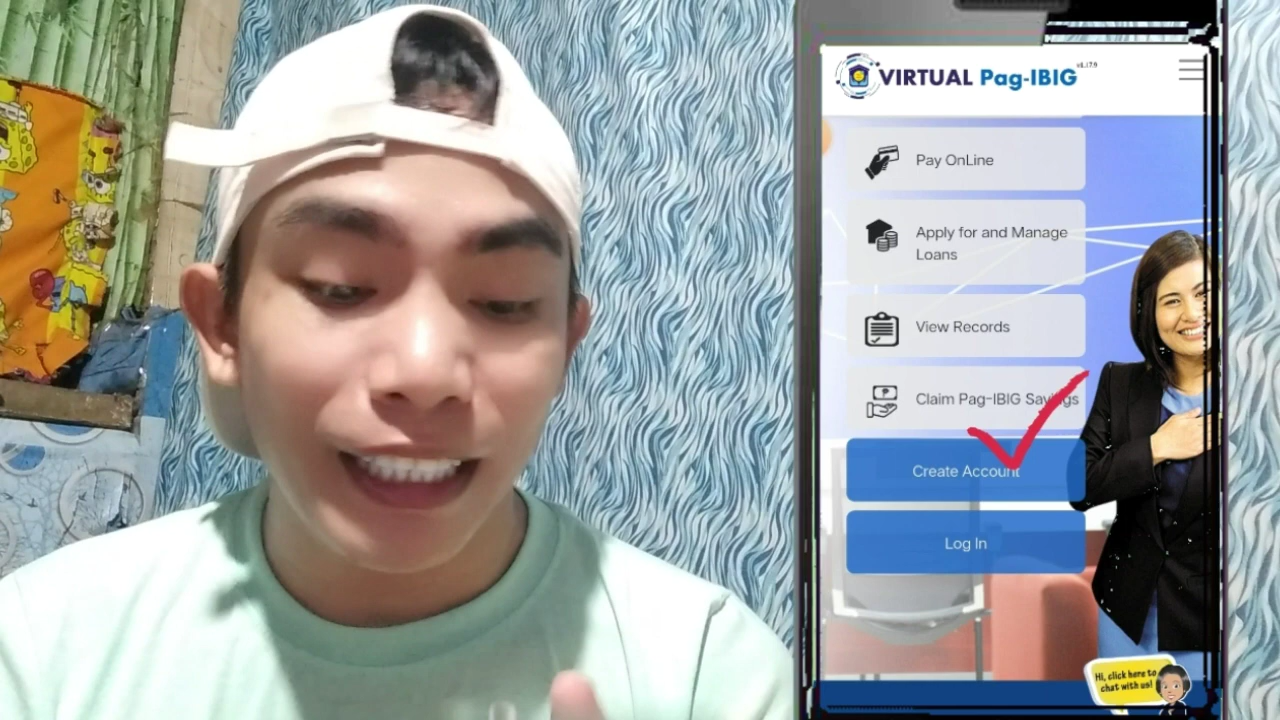 VIRTUAL Pag-IBIG
v1.17.9
Pay OnLine
Apply for and Manage
Loans
View Records
Claim Pag-IBIG Savings
Create Account
Log In
Hi, click here to
chat with us!